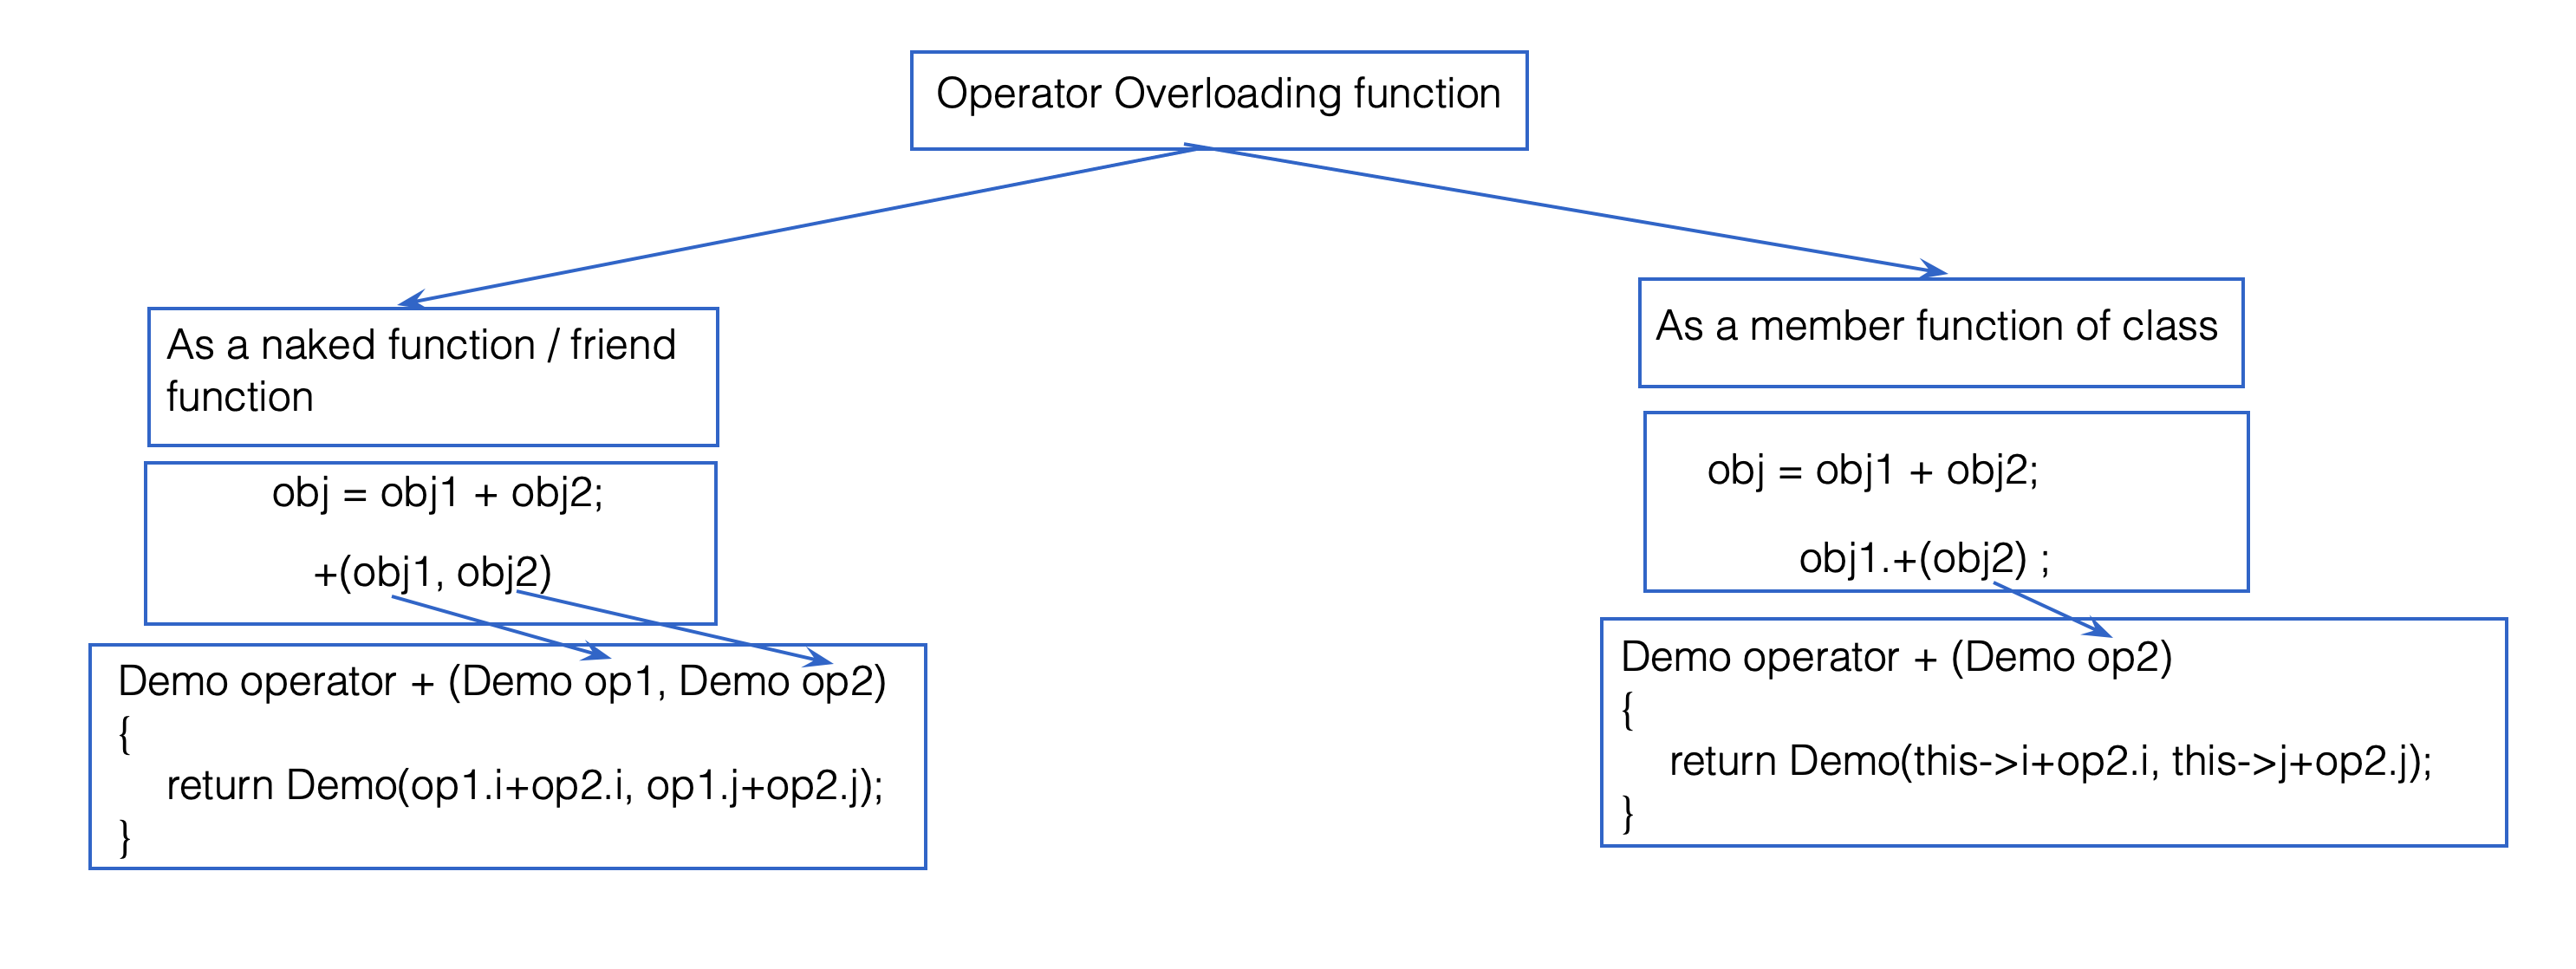 Operator Overloading function
As a naked function / friend
function
obj = obj1 + obj2;
+(obj1, obj2)
Demo operator + (Demo op1, Demo op2)
{
return Demo(op1.i+op2.i, op1.j+op2.j);
}
As a member function of class
obj = obj1 + obj2;
obj1.+(obj2) ;
Demo operator + (Demo op2)
{
return Demo(this->i+op2.i, this->j+op2.j);
}